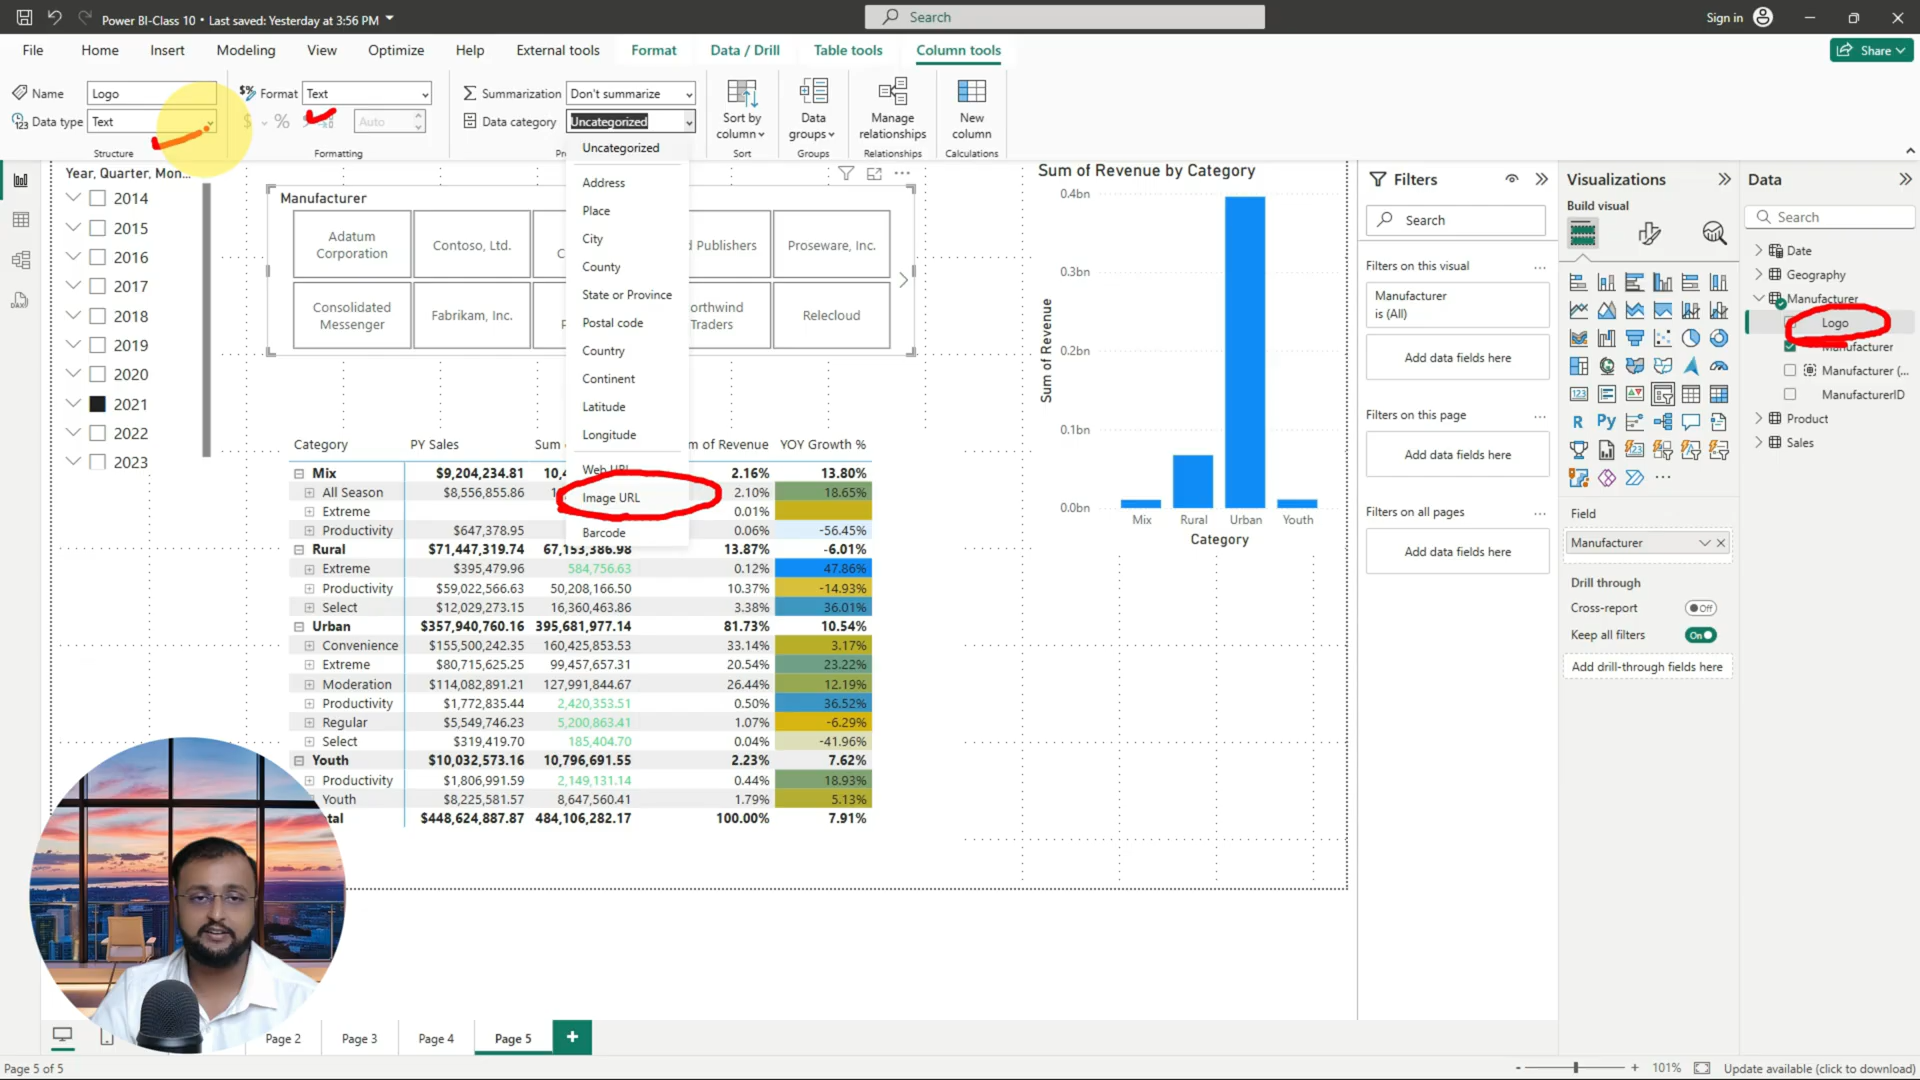 Power BI-Class 10 • Last saved: Yesterday at 3:56 PM
Search
Sign in
File Home Insert Modeling View Optimize Help External tools Format Data / Drill Table tools Column tools
Share
Name Logo
Format Text
Summarization Don't summarize
Data type Text
$ % Auto
Data category Uncategorized
Sort by column
Data groups
Manage relationships
New column
Structure Formatting Sort Groups Relationships Calculations
Uncategorized
Address
Place
City
County
State or Province
Postal code
Country
Continent
Latitude
Longitude
Web URL
Image URL
Barcode
Year, Quarter, Mon...
2014
2015
2016
2017
2018
2019
2020
2021
2022
2023
Manufacturer
Adatum Corporation
Contoso, Ltd.
d Publishers
Proseware, Inc.
Consolidated Messenger
Fabrikam, Inc.
orthwind Traders
Relecloud
Category PY Sales Sum m of Revenue YOY Growth %
Mix $9,204,234.81 10,4 2.16% 13.80%
All Season $8,556,855.86 2.10% 18.65%
Extreme 0.01%
Productivity $647,378.95 0.06% -56.45%
Rural $71,447,319.74 67,153,386.98 13.87% -6.01%
Extreme $395,479.96 584,756.63 0.12% 47.86%
Productivity $59,022,566.63 50,208,166.50 10.37% -14.93%
Select $12,029,273.15 16,360,463.86 3.38% 36.01%
Urban $357,940,760.16 395,681,977.14 81.73% 10.54%
Convenience $155,500,242.35 160,425,853.53 33.14% 3.17%
Extreme $80,715,625.25 99,457,657.31 20.54% 23.22%
Moderation $114,082,891.21 127,991,844.67 26.44% 12.19%
Productivity $1,772,835.44 2,420,353.51 0.50% 36.52%
Regular $5,549,746.23 5,200,863.41 1.07% -6.29%
Select $319,419.70 185,404.70 0.04% -41.96%
Youth $10,032,573.16 10,796,691.55 2.23% 7.62%
Productivity $1,806,991.59 2,149,131.14 0.44% 18.93%
Youth $8,225,581.57 8,647,560.41 1.79% 5.13%
tal $448,624,887.87 484,106,282.17 100.00% 7.91%
Sum of Revenue by Category
Sum of Revenue
0.4bn
0.3bn
0.2bn
0.1bn
0.0bn
Mix Rural Urban Youth
Category
Filters
Search
Filters on this visual ...
Manufacturer
is (All)
Add data fields here
Filters on this page ...
Add data fields here
Filters on all pages ...
Add data fields here
Visualizations
Build visual
R Py
Field
Manufacturer
Drill through
Cross-report Off
Keep all filters On
Add drill-through fields here
Data
Search
Date
Geography
Manufacturer
Logo
Manufacturer
Manufacturer (...
ManufacturerID
Product
Sales
Page 2 Page 3 Page 4 Page 5 +
Page 5 of 5
- + 101%
Update available (click to download)